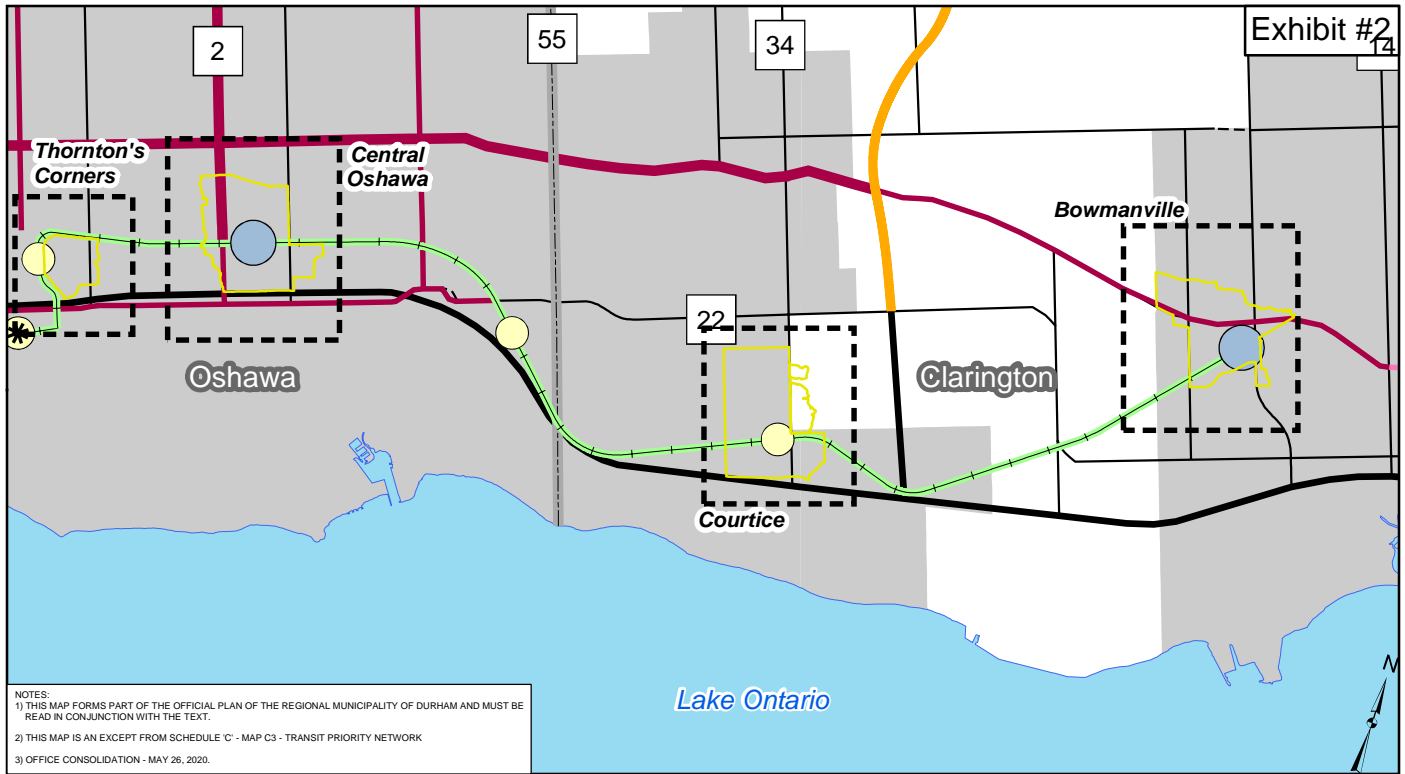 Exhibit #2
2
55
34
14
Thornton's
Corners
Central
Oshawa
Bowmanville
22
Oshawa
Clarington
Courtice
Lake Ontario
N
NOTES:
1) THIS MAP FORMS PART OF THE OFFICIAL PLAN OF THE REGIONAL MUNICIPALITY OF DURHAM AND MUST BE
READ IN CONJUNCTION WITH THE TEXT.
2) THIS MAP IS AN EXCEPT FROM SCHEDULE 'C' - MAP C3 - TRANSIT PRIORITY NETWORK
3) OFFICE CONSOLIDATION - MAY 26, 2020.